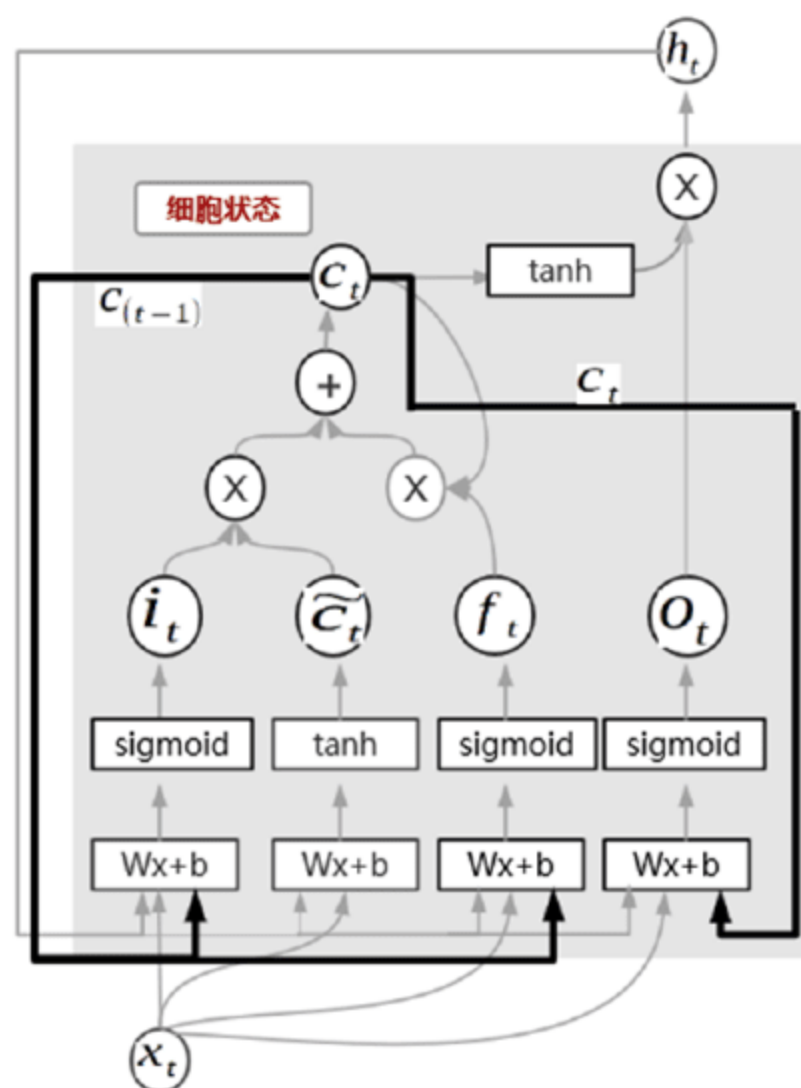 h_t
X
细胞状态
c_t
tanh
c_(t-1)
c_t
+
X
X
i_t
c̃_t
f_t
o_t
sigmoid
tanh
sigmoid
sigmoid
Wx+b
Wx+b
Wx+b
Wx+b
x_t